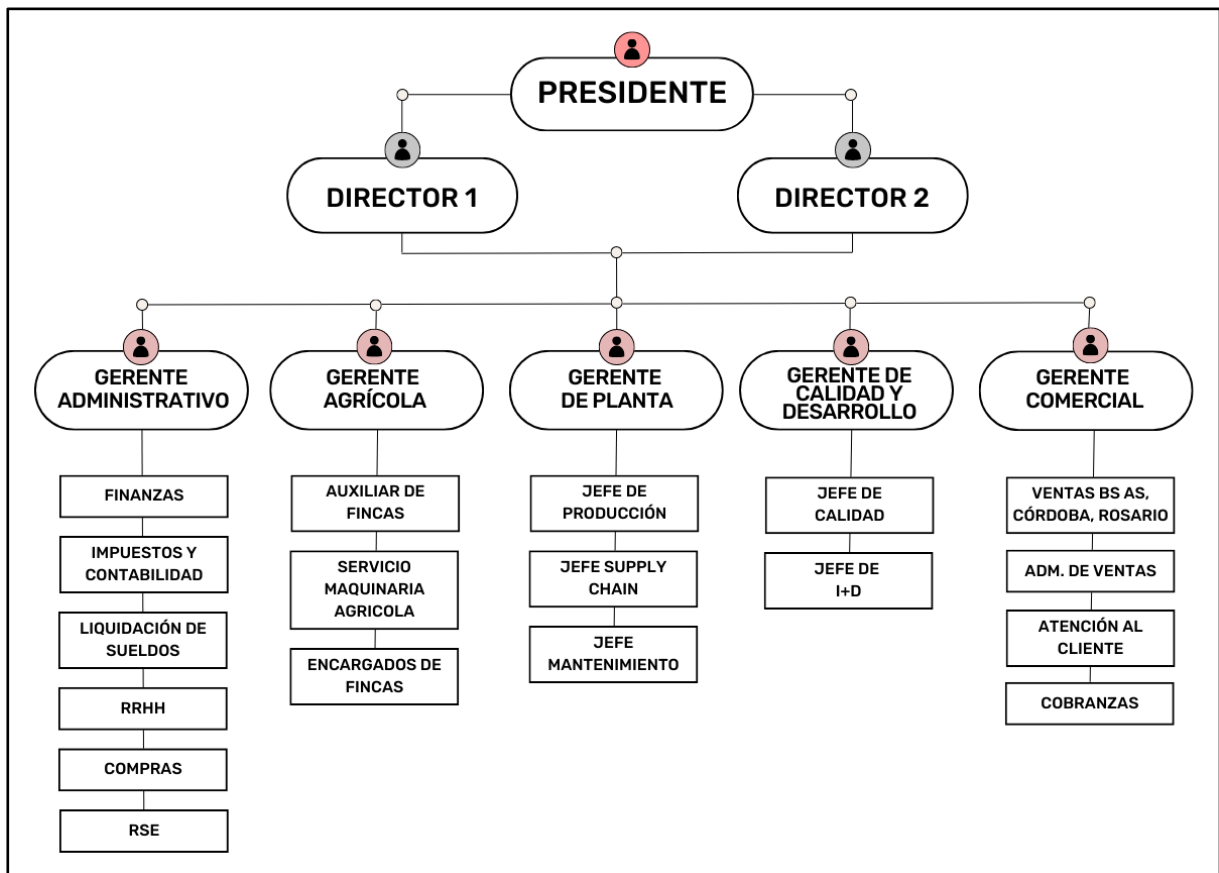 PRESIDENTE
DIRECTOR 1
DIRECTOR 2
GERENTE
ADMINISTRATIVO
GERENTE
AGRÍCOLA
GERENTE
DE PLANTA
GERENTE DE
CALIDAD Y
DESARROLLO
GERENTE
COMERCIAL
FINANZAS
IMPUESTOS Y
CONTABILIDAD
LIQUIDACIÓN DE
SUELDOS
RRHH
COMPRAS
RSE
AUXILIAR DE
FINCAS
SERVICIO
MAQUINARIA
AGRICOLA
ENCARGADOS DE
FINCAS
JEFE DE
PRODUCCIÓN
JEFE SUPPLY
CHAIN
JEFE
MANTENIMIENTO
JEFE DE
CALIDAD
JEFE DE
I+D
VENTAS BS AS,
CÓRDOBA, ROSARIO
ADM. DE VENTAS
ATENCIÓN AL
CLIENTE
COBRANZAS